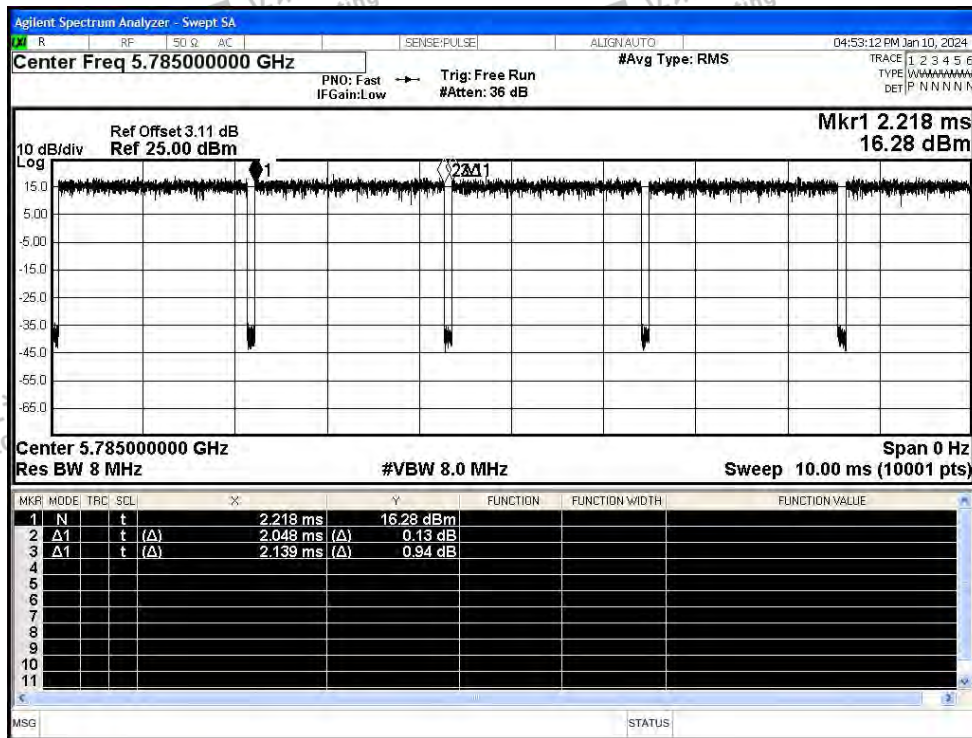 Agilent Spectrum Analyzer - Swept SA
R RF 50 Ω AC SENSE:PULSE ALIGN AUTO 04:53:12 PM Jan 10, 2024
Center Freq 5.785000000 GHz
#Avg Type: RMS
TRACE 1 2 3 4 5 6
PNO: Fast Trig: Free Run
TYPE WWWWWW
IFGain:Low #Atten: 36 dB
DET P N N N N N
Mkr1 2.218 ms
16.28 dBm
Ref Offset 3.11 dB
10 dB/div Ref 25.00 dBm
Log
1
15.0
5.00
-5.00
-15.0
-25.0
-35.0
-45.0
-55.0
-65.0
Center 5.785000000 GHz Span 0 Hz
Res BW 8 MHz #VBW 8.0 MHz Sweep 10.00 ms (10001 pts)
MKR MODE TRC SCL X Y FUNCTION FUNCTION WIDTH FUNCTION VALUE
1 N t 2.218 ms 16.28 dBm
2 Δ1 t (Δ) 2.048 ms (Δ) 0.13 dB
3 Δ1 t (Δ) 2.139 ms (Δ) 0.94 dB
4
5
6
7
8
9
10
11
MSG STATUS